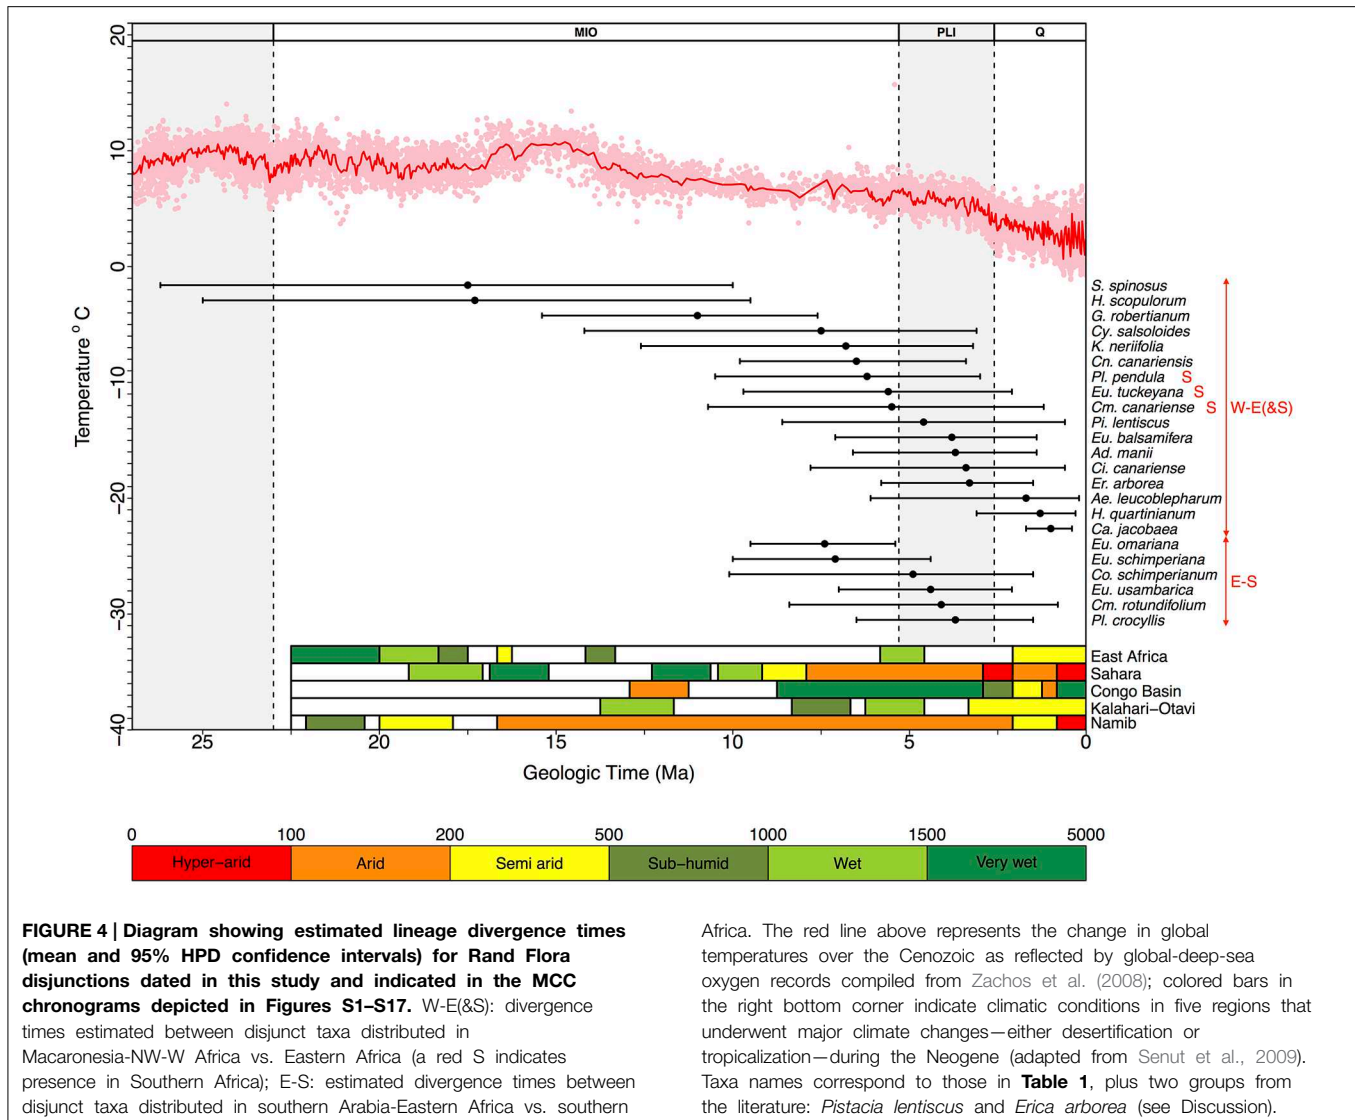 MIO PLI Q
20
10
0
−10
−20
−30
−40
Temperature ° C
S. spinosus
H. scopulorum
G. robertianum
Cy. salsoloides
K. neriifolia
Cn. canariensis
Pl. pendula S
Eu. tuckeyana S
Cm. canariense S
W-E(&S)
Pi. lentiscus
Eu. balsamifera
Ad. manii
Ci. canariense
Er. arborea
Ae. leucoblepharum
H. quartinianum
Ca. jacobaea
Eu. omariana
Eu. schimperiana
Co. schimperianum
E-S
Eu. usambarica
Cm. rotundifolium
Pl. crocyllis
East Africa
Sahara
Congo Basin
Kalahari−Otavi
Namib
25 20 15 10 5 0
Geologic Time (Ma)
0 100 200 500 1000 1500 5000
Hyper−arid Arid Semi arid Sub−humid Wet Very wet
FIGURE 4 | Diagram showing estimated lineage divergence times
(mean and 95% HPD confidence intervals) for Rand Flora
disjunctions dated in this study and indicated in the MCC
chronograms depicted in Figures S1–S17. W-E(&S): divergence
times estimated between disjunct taxa distributed in
Macaronesia-NW-W Africa vs. Eastern Africa (a red S indicates
presence in Southern Africa); E-S: estimated divergence times between
disjunct taxa distributed in southern Arabia-Eastern Africa vs. southern
Africa. The red line above represents the change in global
temperatures over the Cenozoic as reflected by global-deep-sea
oxygen records compiled from Zachos et al. (2008); colored bars in
the right bottom corner indicate climatic conditions in five regions that
underwent major climate changes—either desertification or
tropicalization—during the Neogene (adapted from Senut et al., 2009).
Taxa names correspond to those in Table 1, plus two groups from
the literature: Pistacia lentiscus and Erica arborea (see Discussion).